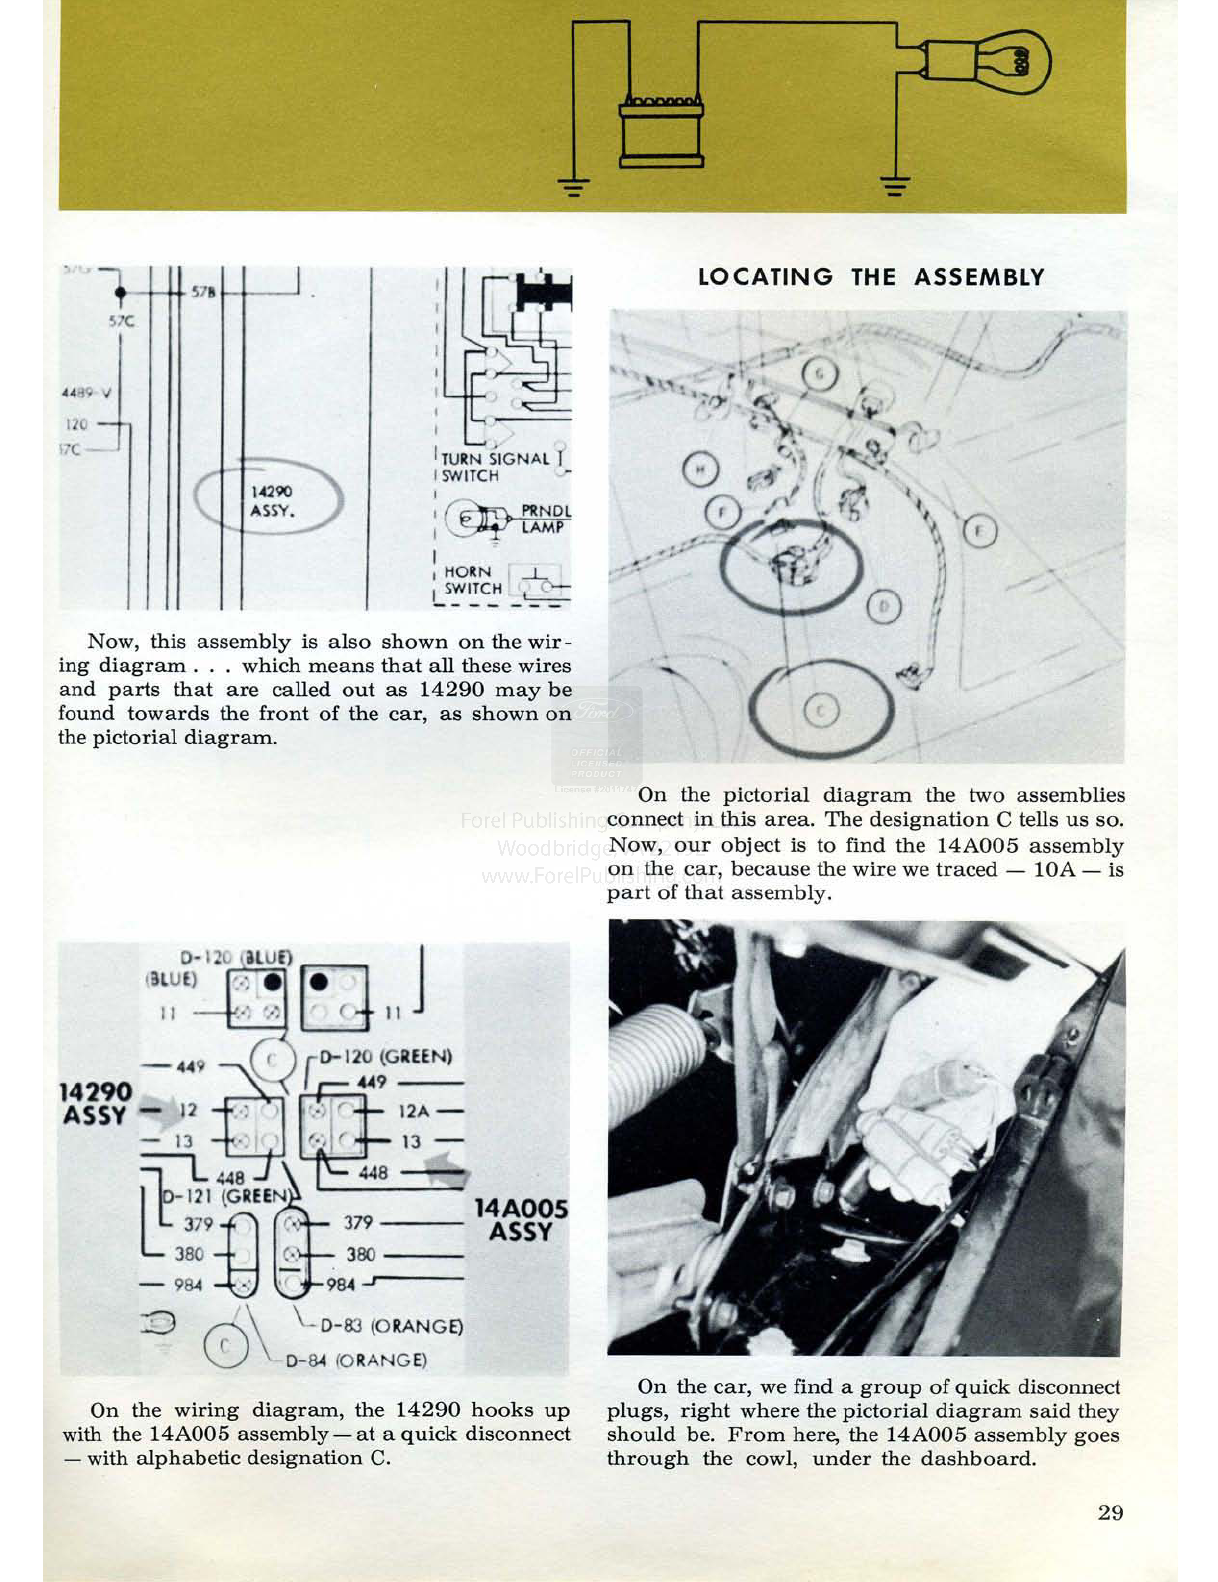 57B
57C
4489-V
120
57C
14290
ASSY.
TURN SIGNAL
SWITCH
PRNDL
LAMP
HORN
SWITCH
Now, this assembly is also shown on the wir-
ing diagram . . . which means that all these wires
and parts that are called out as 14290 may be
found towards the front of the car, as shown on
the pictorial diagram.
LOCATING THE ASSEMBLY
G
H
F
E
D
C
On the pictorial diagram the two assemblies
connect in this area. The designation C tells us so.
Now, our object is to find the 14A005 assembly
on the car, because the wire we traced — 10A — is
part of that assembly.
Ford
OFFICIAL
LICENSED
PRODUCT
Forel Publishing
Woodbridge,
www.ForelPublishing.com
D-120 (BLUE)
(BLUE)
11
11
C
D-120 (GREEN)
449
449
14290
ASSY
12
12A
13
13
448
448
D-121 (GREEN)
14A005
ASSY
379
379
380
380
984
984
D-83 (ORANGE)
C
D-84 (ORANGE)
On the wiring diagram, the 14290 hooks up
with the 14A005 assembly — at a quick disconnect
— with alphabetic designation C.
On the car, we find a group of quick disconnect
plugs, right where the pictorial diagram said they
should be. From here, the 14A005 assembly goes
through the cowl, under the dashboard.
29